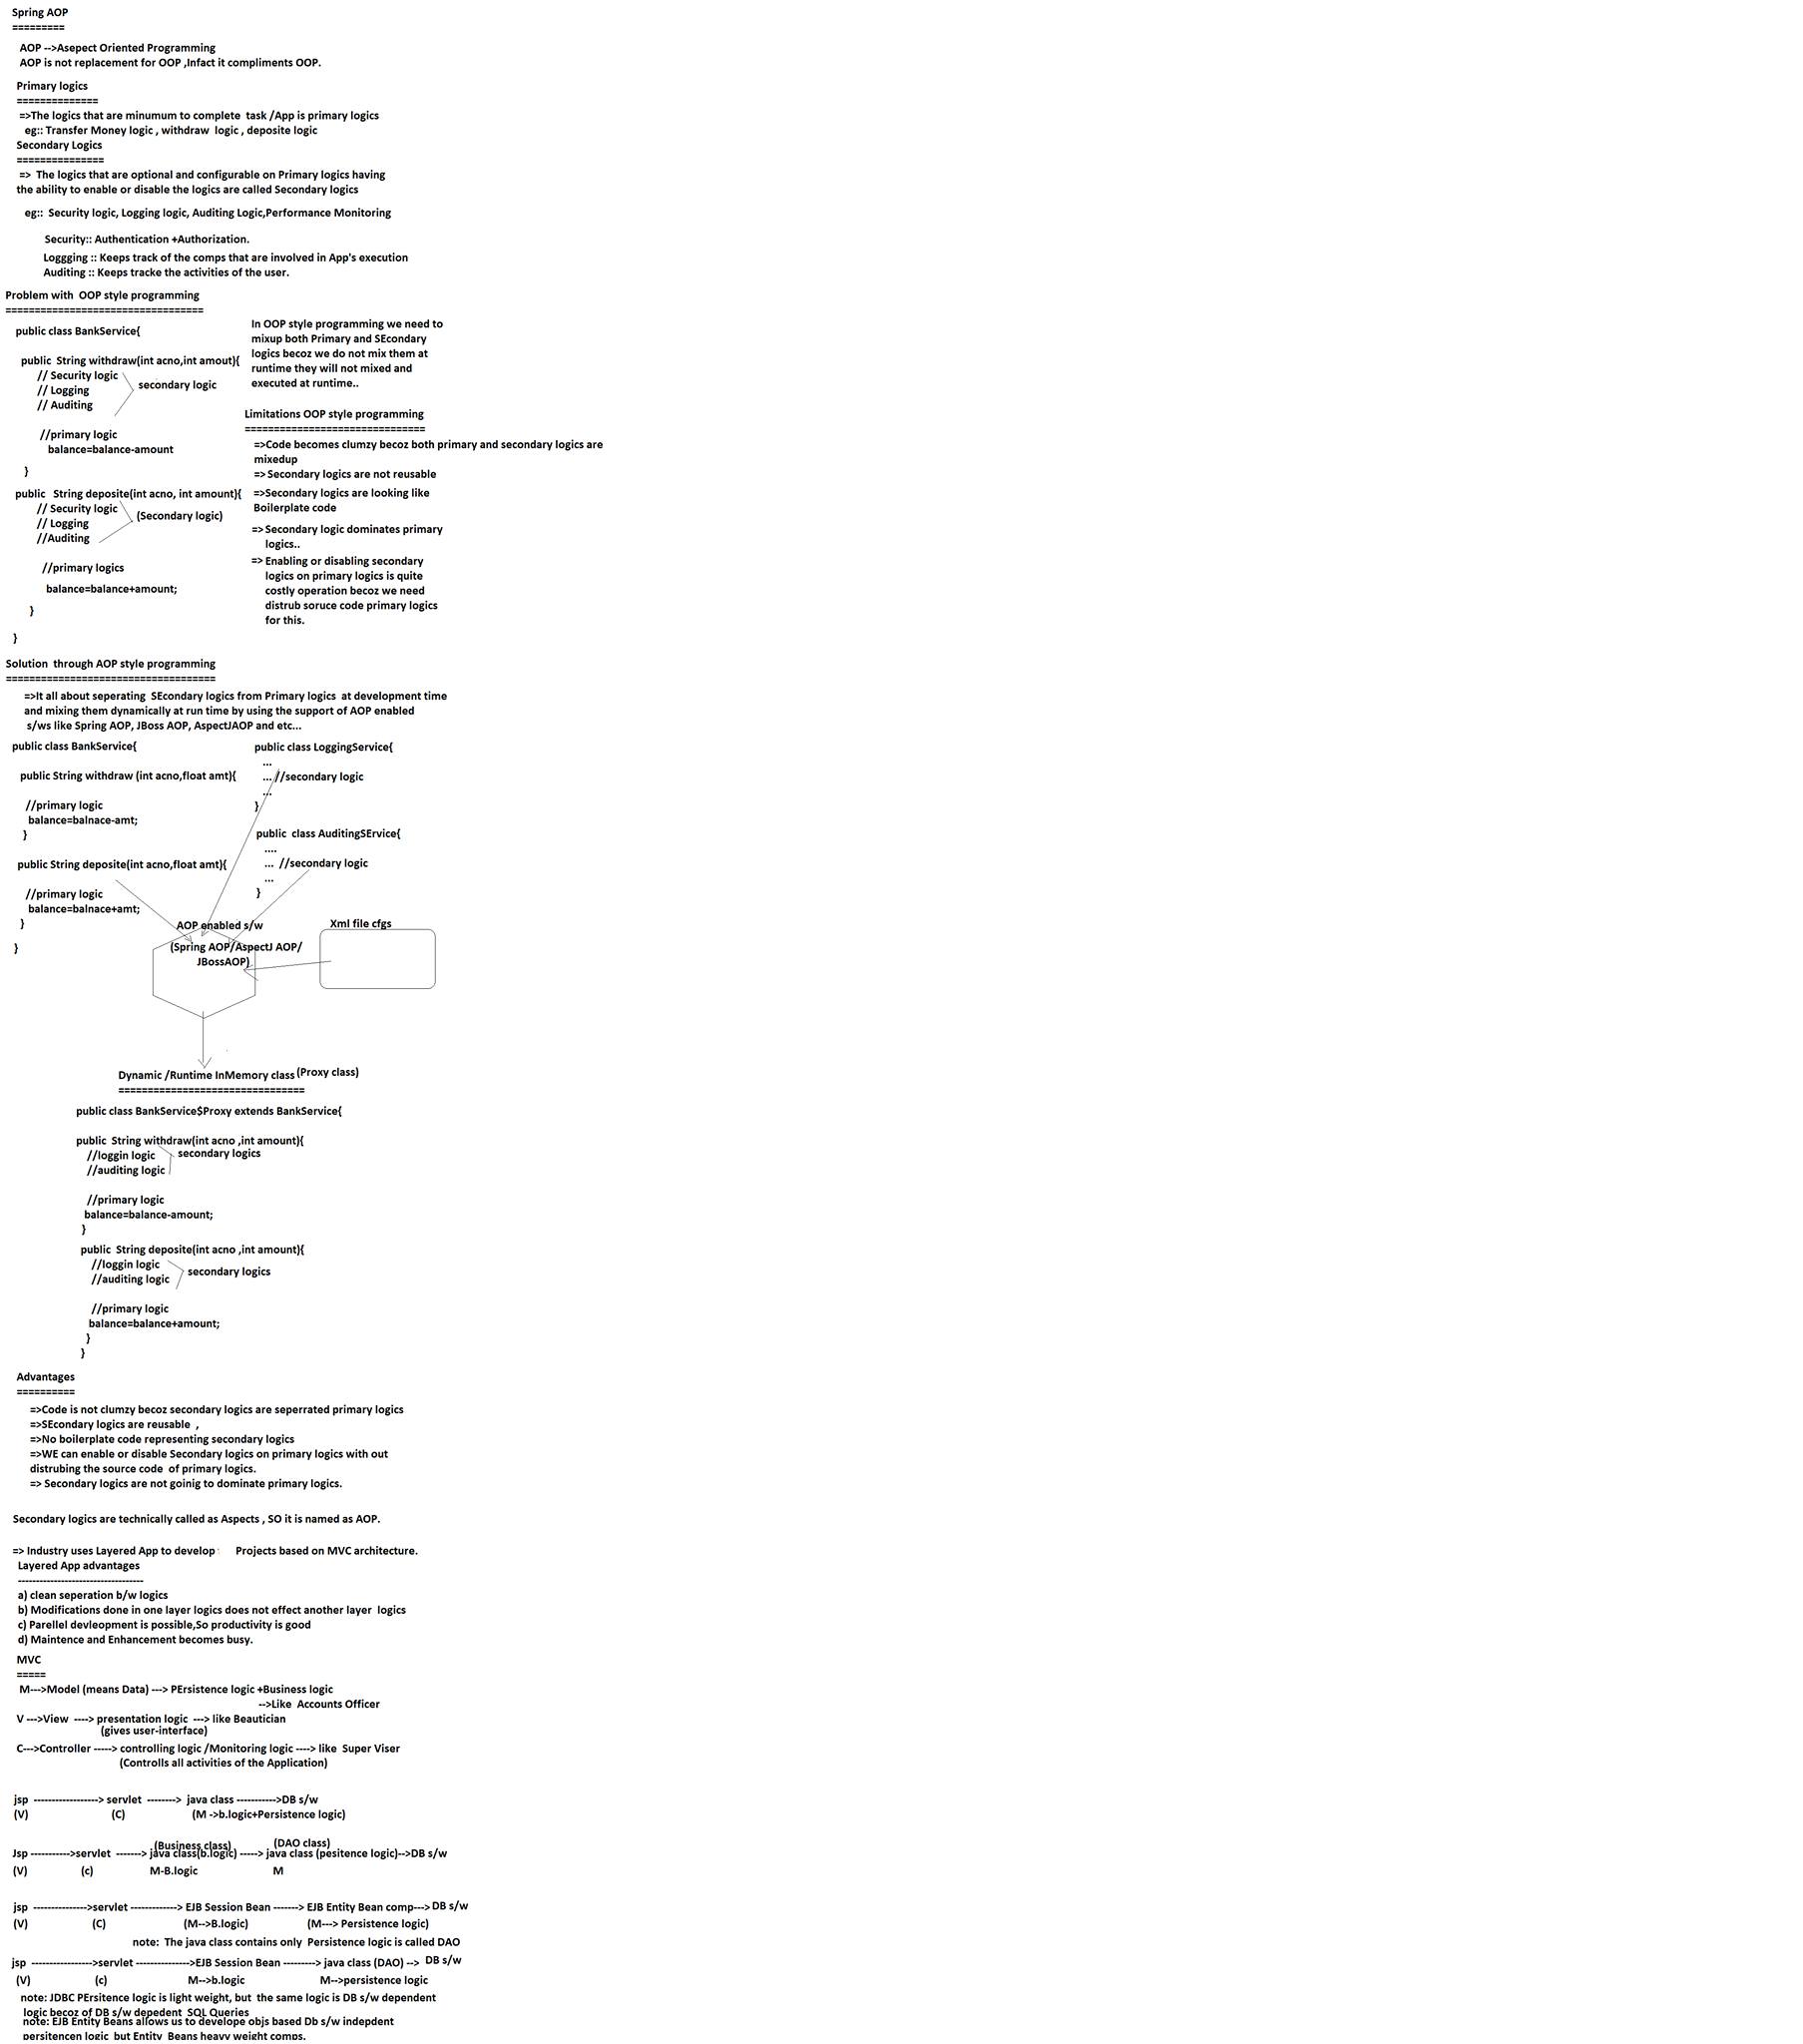 Spring AOP
=========
AOP -->Asepect Oriented Programming
AOP is not replacement for OOP ,Infact it compliments OOP.
Primary logics
==============
=>The logics that are minumum to complete task /App is primary logics
eg:: Transfer Money logic , withdraw logic , deposite logic
Secondary Logics
===============
=> The logics that are optional and configurable on Primary logics having
the ability to enable or disable the logics are called Secondary logics
eg:: Security logic, Logging logic, Auditing Logic,Performance Monitoring
Security:: Authentication +Authorization.
Loggging :: Keeps track of the comps that are involved in App's execution
Auditing :: Keeps tracke the activities of the user.
Problem with OOP style programming
==================================
public class BankService{
public String withdraw(int acno,int amout){
// Security logic
// Logging
// Auditing
secondary logic
//primary logic
balance=balance-amount
}
public String deposite(int acno, int amount){
// Security logic
// Logging
//Auditing
(Secondary logic)
//primary logics
balance=balance+amount;
}
}
In OOP style programming we need to
mixup both Primary and SEcondary
logics becoz we do not mix them at
runtime they will not mixed and
executed at runtime..
Limitations OOP style programming
===============================
=>Code becomes clumzy becoz both primary and secondary logics are
mixedup
=> Secondary logics are not reusable
=>Secondary logics are looking like
Boilerplate code
=> Secondary logic dominates primary
logics..
=> Enabling or disabling secondary
logics on primary logics is quite
costly operation becoz we need
distrub soruce code primary logics
for this.
Solution through AOP style programming
====================================
=>It all about seperating SEcondary logics from Primary logics at development time
and mixing them dynamically at run time by using the support of AOP enabled
s/ws like Spring AOP, JBoss AOP, AspectJAOP and etc...
public class BankService{
public String withdraw (int acno,float amt){
//primary logic
balance=balnace-amt;
}
public String deposite(int acno,float amt){
//primary logic
balance=balnace+amt;
}
}
public class LoggingService{
...
... //secondary logic
...
}
public class AuditingSErvice{
....
... //secondary logic
...
}
AOP enabled s/w
(Spring AOP/AspectJ AOP/
JBossAOP)
Xml file cfgs
Dynamic /Runtime InMemory class (Proxy class)
================================
public class BankService$Proxy extends BankService{
public String withdraw(int acno ,int amount){
//loggin logic
//auditing logic
secondary logics
//primary logic
balance=balance-amount;
}
public String deposite(int acno ,int amount){
//loggin logic
//auditing logic
secondary logics
//primary logic
balance=balance+amount;
}
}
Advantages
==========
=>Code is not clumzy becoz secondary logics are seperrated primary logics
=>SEcondary logics are reusable ,
=>No boilerplate code representing secondary logics
=>WE can enable or disable Secondary logics on primary logics with out
distrubing the source code of primary logics.
=> Secondary logics are not goinig to dominate primary logics.
Secondary logics are technically called as Aspects , SO it is named as AOP.
=> Industry uses Layered App to develop Projects based on MVC architecture.
Layered App advantages
-----------------------------------
a) clean seperation b/w logics
b) Modifications done in one layer logics does not effect another layer logics
c) Parellel devleopment is possible,So productivity is good
d) Maintence and Enhancement becomes busy.
MVC
=====
M--->Model (means Data) ---> PErsistence logic +Business logic
-->Like Accounts Officer
V --->View ----> presentation logic ---> like Beautician
(gives user-interface)
C--->Controller -----> controlling logic /Monitoring logic ----> like Super Viser
(Controlls all activities of the Application)
jsp ------------------> servlet --------> java class ----------->DB s/w
(V) (C) (M ->b.logic+Persistence logic)
(Business class) (DAO class)
Jsp ----------->servlet -------> java class(b.logic) -----> java class (pesitence logic)-->DB s/w
(V) (c) M-B.logic M
jsp --------------->servlet -------------> EJB Session Bean -------> EJB Entity Bean comp---> DB s/w
(V) (C) (M-->B.logic) (M---> Persistence logic)
note: The java class contains only Persistence logic is called DAO
jsp ----------------->servlet --------------->EJB Session Bean ---------> java class (DAO) --> DB s/w
(V) (c) M-->b.logic M-->persistence logic
note: JDBC PErsitence logic is light weight, but the same logic is DB s/w dependent
logic becoz of DB s/w depedent SQL Queries
note: EJB Entity Beans allows us to develope objs based Db s/w indepdent
persitencen logic but Entity Beans heavy weight comps.